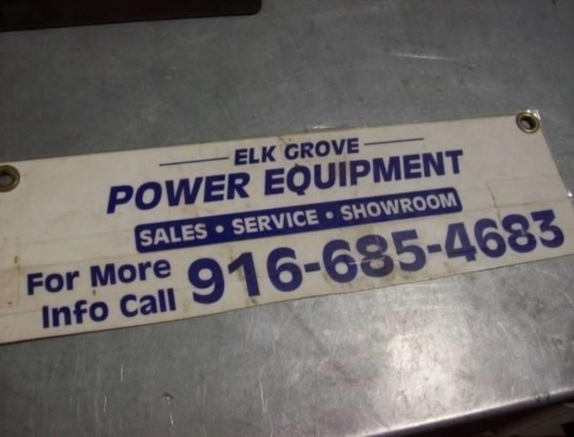 ELK GROVE
POWER EQUIPMENT
SALES • SERVICE • SHOWROOM
For More
Info Call
916-685-4683